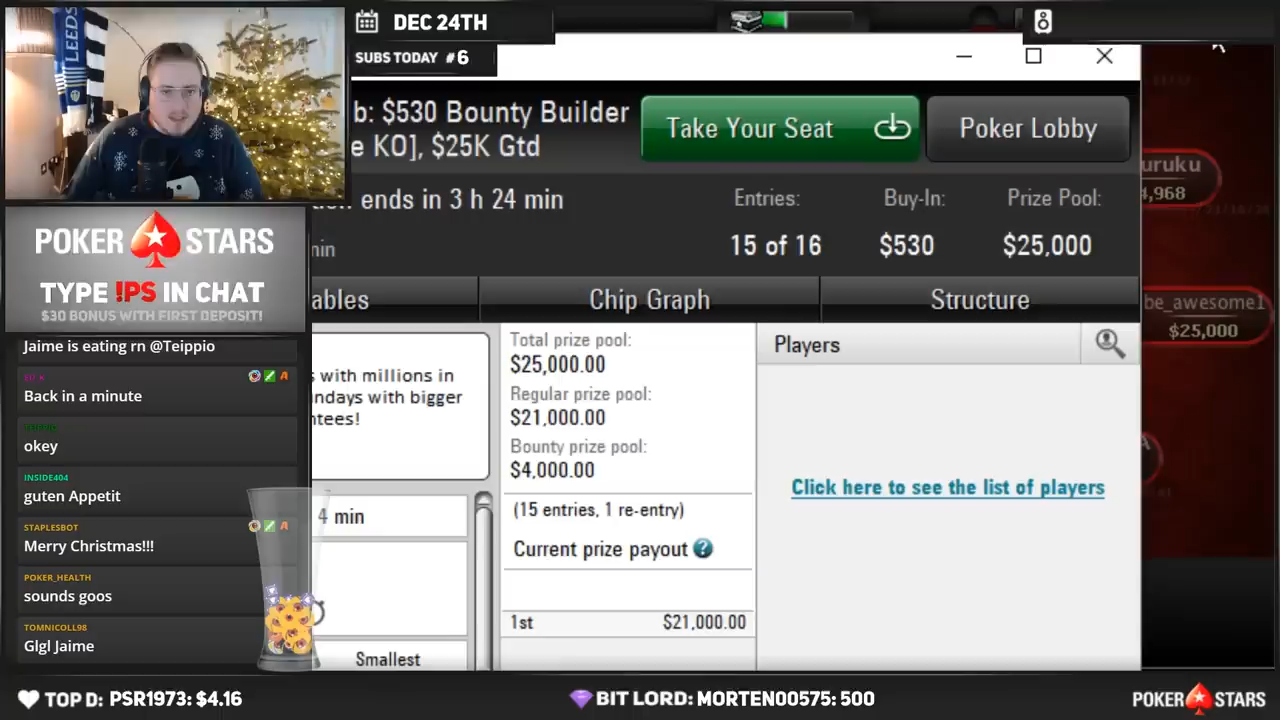 LEEDS
DEC 24TH
SUBS TODAY #6
b: $530 Bounty Builder
e KO], $25K Gtd
Take Your Seat
Poker Lobby
ends in 3 h 24 min
Entries:
Buy-In:
Prize Pool:
15 of 16
$530
$25,000
min
ables
Chip Graph
Structure
uruku
4,968
be_awesome1
$25,000
POKER STARS
TYPE !PS IN CHAT
$30 BONUS WITH FIRST DEPOSIT!
Jaime is eating rn @Teippio
Back in a minute
okey
INSIDE404
guten Appetit
STAPLESBOT
Merry Christmas!!!
POKER_HEALTH
sounds goos
TOMNICOLL98
Glgl Jaime
s with millions in
ndays with bigger
ntees!
4 min
Smallest
Total prize pool:
$25,000.00
Regular prize pool:
$21,000.00
Bounty prize pool:
$4,000.00
(15 entries, 1 re-entry)
Current prize payout ?
1st
$21,000.00
Players
Click here to see the list of players
TOP D: PSR1973: $4.16
BIT LORD: MORTEN00575: 500
POKER STARS